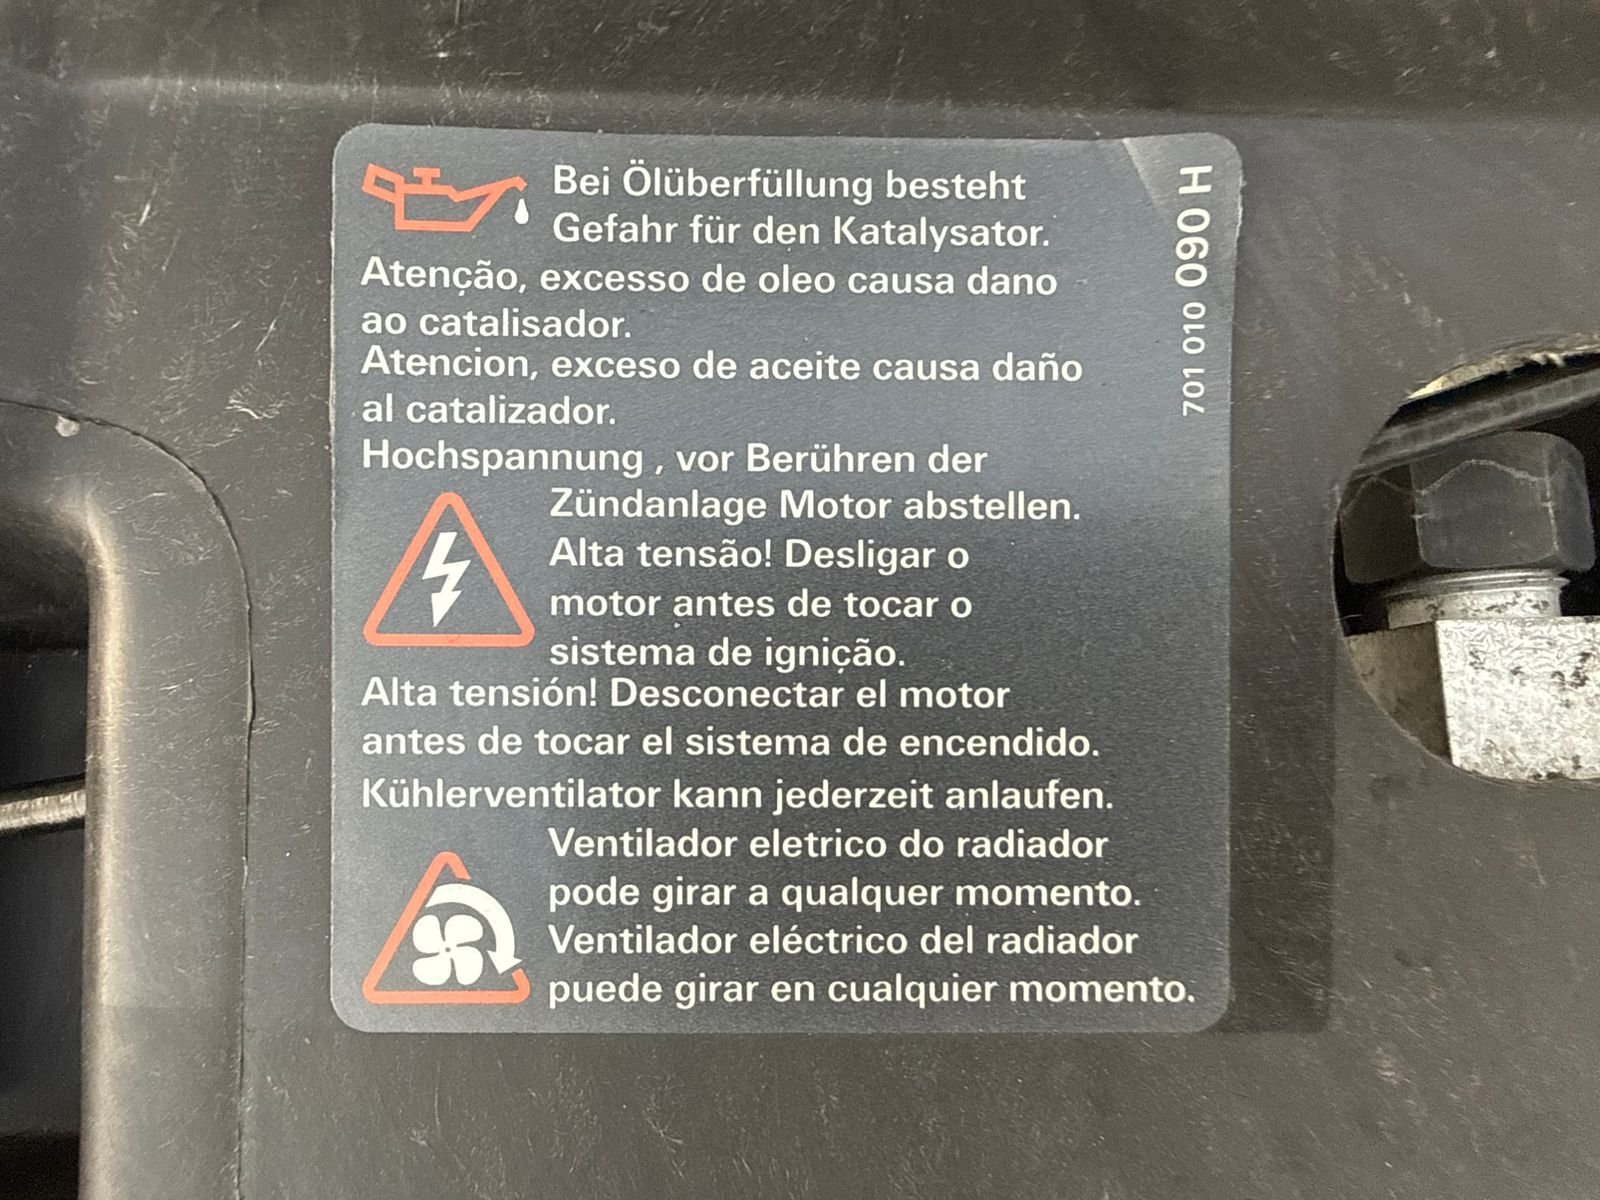 Bei Ölüberfüllung besteht
Gefahr für den Katalysator.
Atenção, excesso de oleo causa dano
ao catalisador.
Atencion, exceso de aceite causa daño
al catalizador.
Hochspannung , vor Berühren der
Zündanlage Motor abstellen.
Alta tensão! Desligar o
motor antes de tocar o
sistema de ignição.
Alta tensión! Desconectar el motor
antes de tocar el sistema de encendido.
Kühlerventilator kann jederzeit anlaufen.
Ventilador eletrico do radiador
pode girar a qualquer momento.
Ventilador eléctrico del radiador
puede girar en cualquier momento.
701 010 090 H